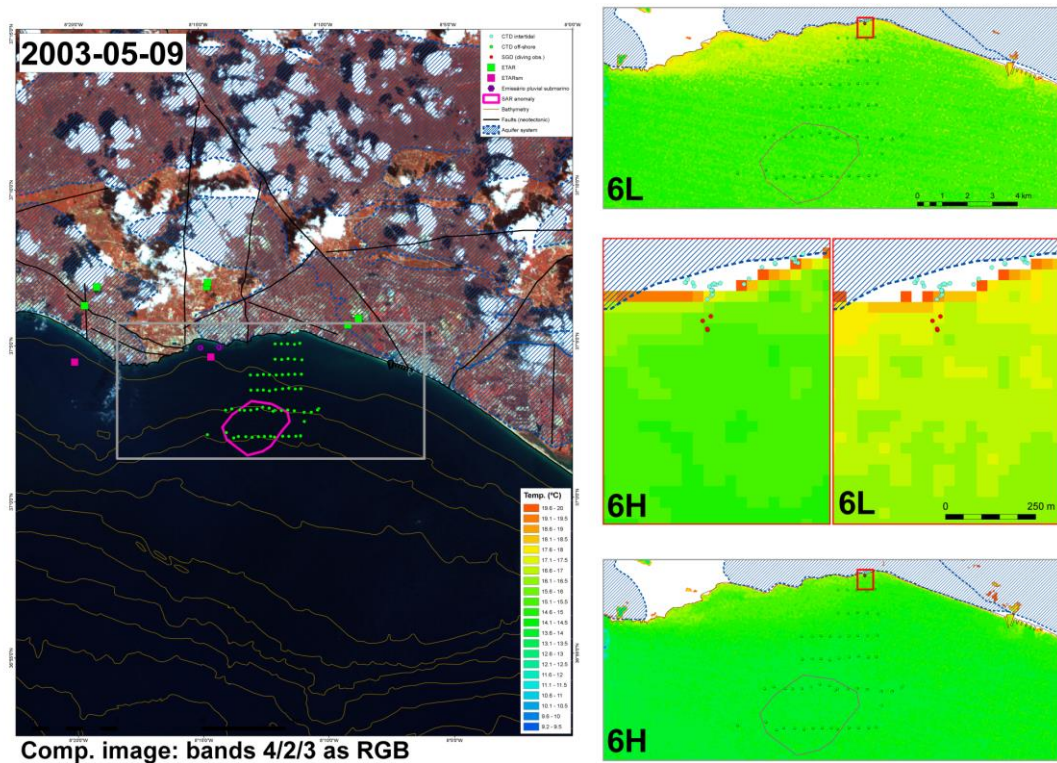 2003-05-09
CTD intertidal
CTD off-shore
SGD (diving obs.)
ETAR
ETARsm
Emissário pluvial submarino
SAR anomaly
Bathymetry
Faults (neotectonic)
Aquifer system
Temp. (ºC)
19.6 - 20
19.1 - 19.5
18.6 - 19
18.1 - 18.5
17.6 - 18
17.1 - 17.5
16.6 - 17
16.1 - 16.5
15.6 - 16
15.1 - 15.5
14.6 - 15
14.1 - 14.5
13.6 - 14
13.1 - 13.5
12.6 - 13
12.1 - 12.5
11.6 - 12
11.1 - 11.5
10.6 - 11
10.1 - 10.5
9.6 - 10
9.2 - 9.5
Comp. image: bands 4/2/3 as RGB
6L
0 1 2 3 4 km
6H
6L
0 250 m
6H